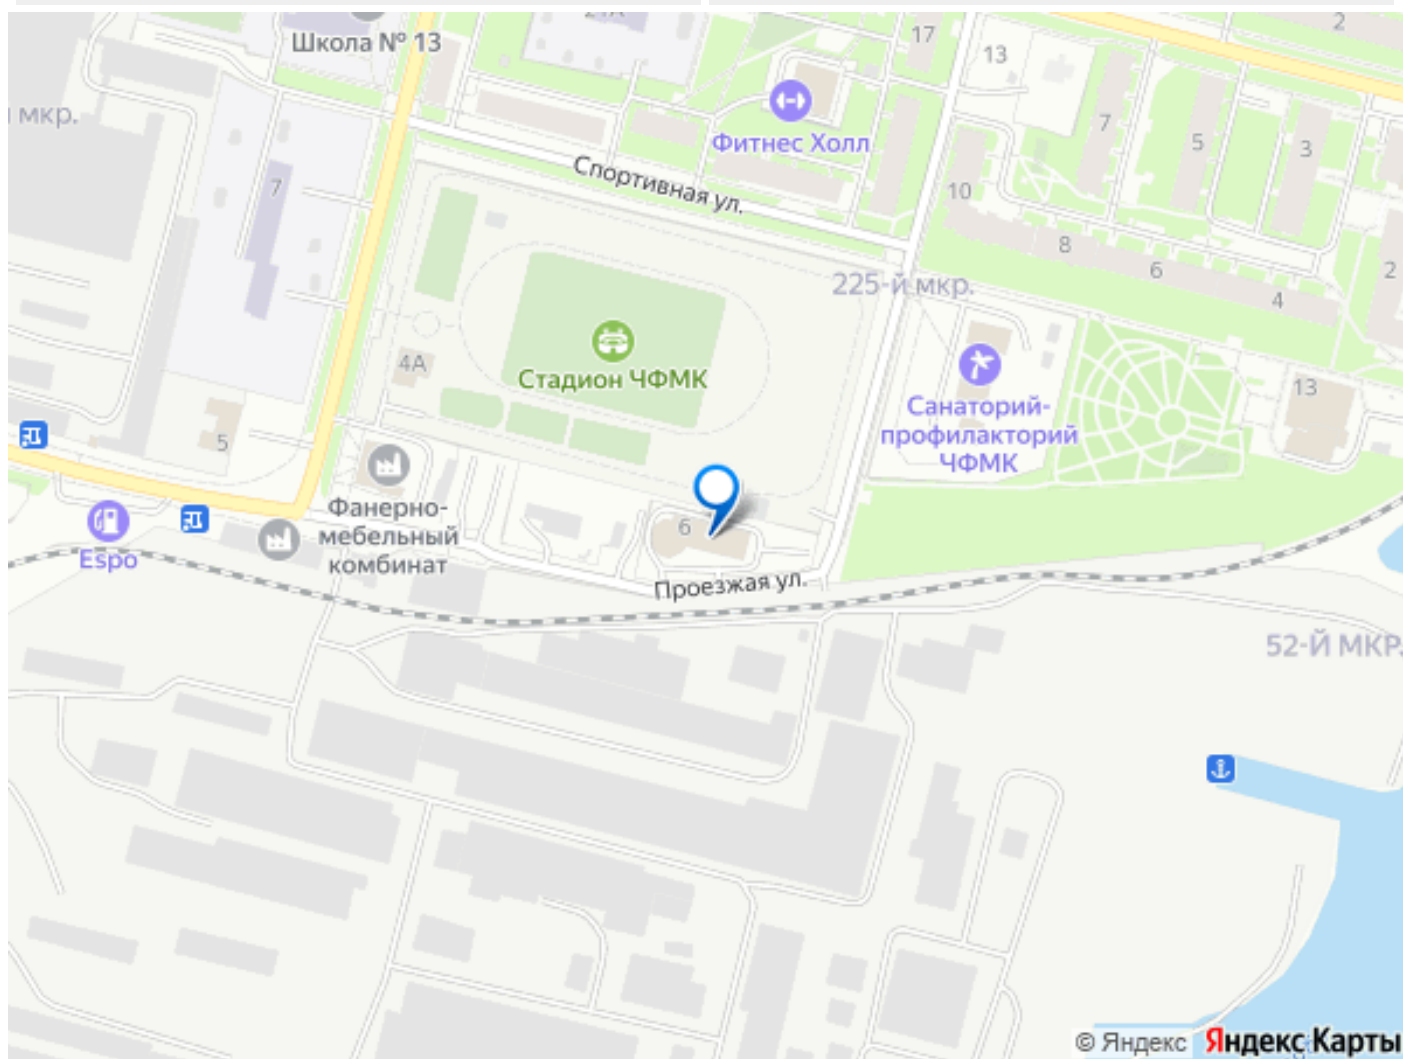 2
21А
17
Школа № 13
13
й мкр.
7
5
3
Фитнес Холл
Спортивная ул.
7
10
8
6
4
2
225-й мкр.
4А
Стадион ЧФМК
13
Санаторий-
профилакторий
ЧФМК
5
Фанерно-
мебельный
комбинат
6
Espo
Проезжая ул.
52-Й МКР.
© Яндекс Яндекс Карты